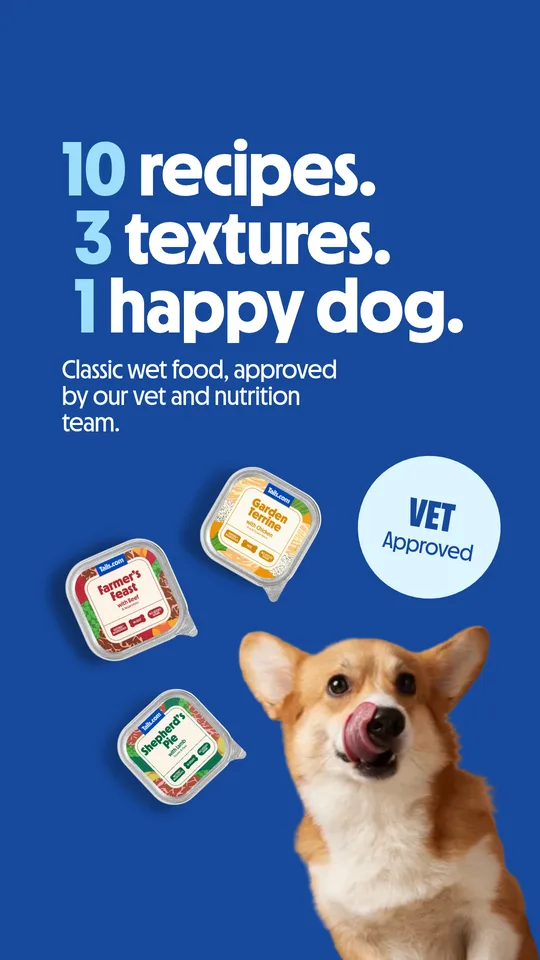 10 recipes.
3 textures.
1 happy dog.
Classic wet food, approved
by our vet and nutrition
team.
Tails.com
Garden
Terrine
with Chicken
VET
Approved
Tails.com
Farmer's
Feast
with Beef
Tails.com
Shepherd's
Pie
with Lamb